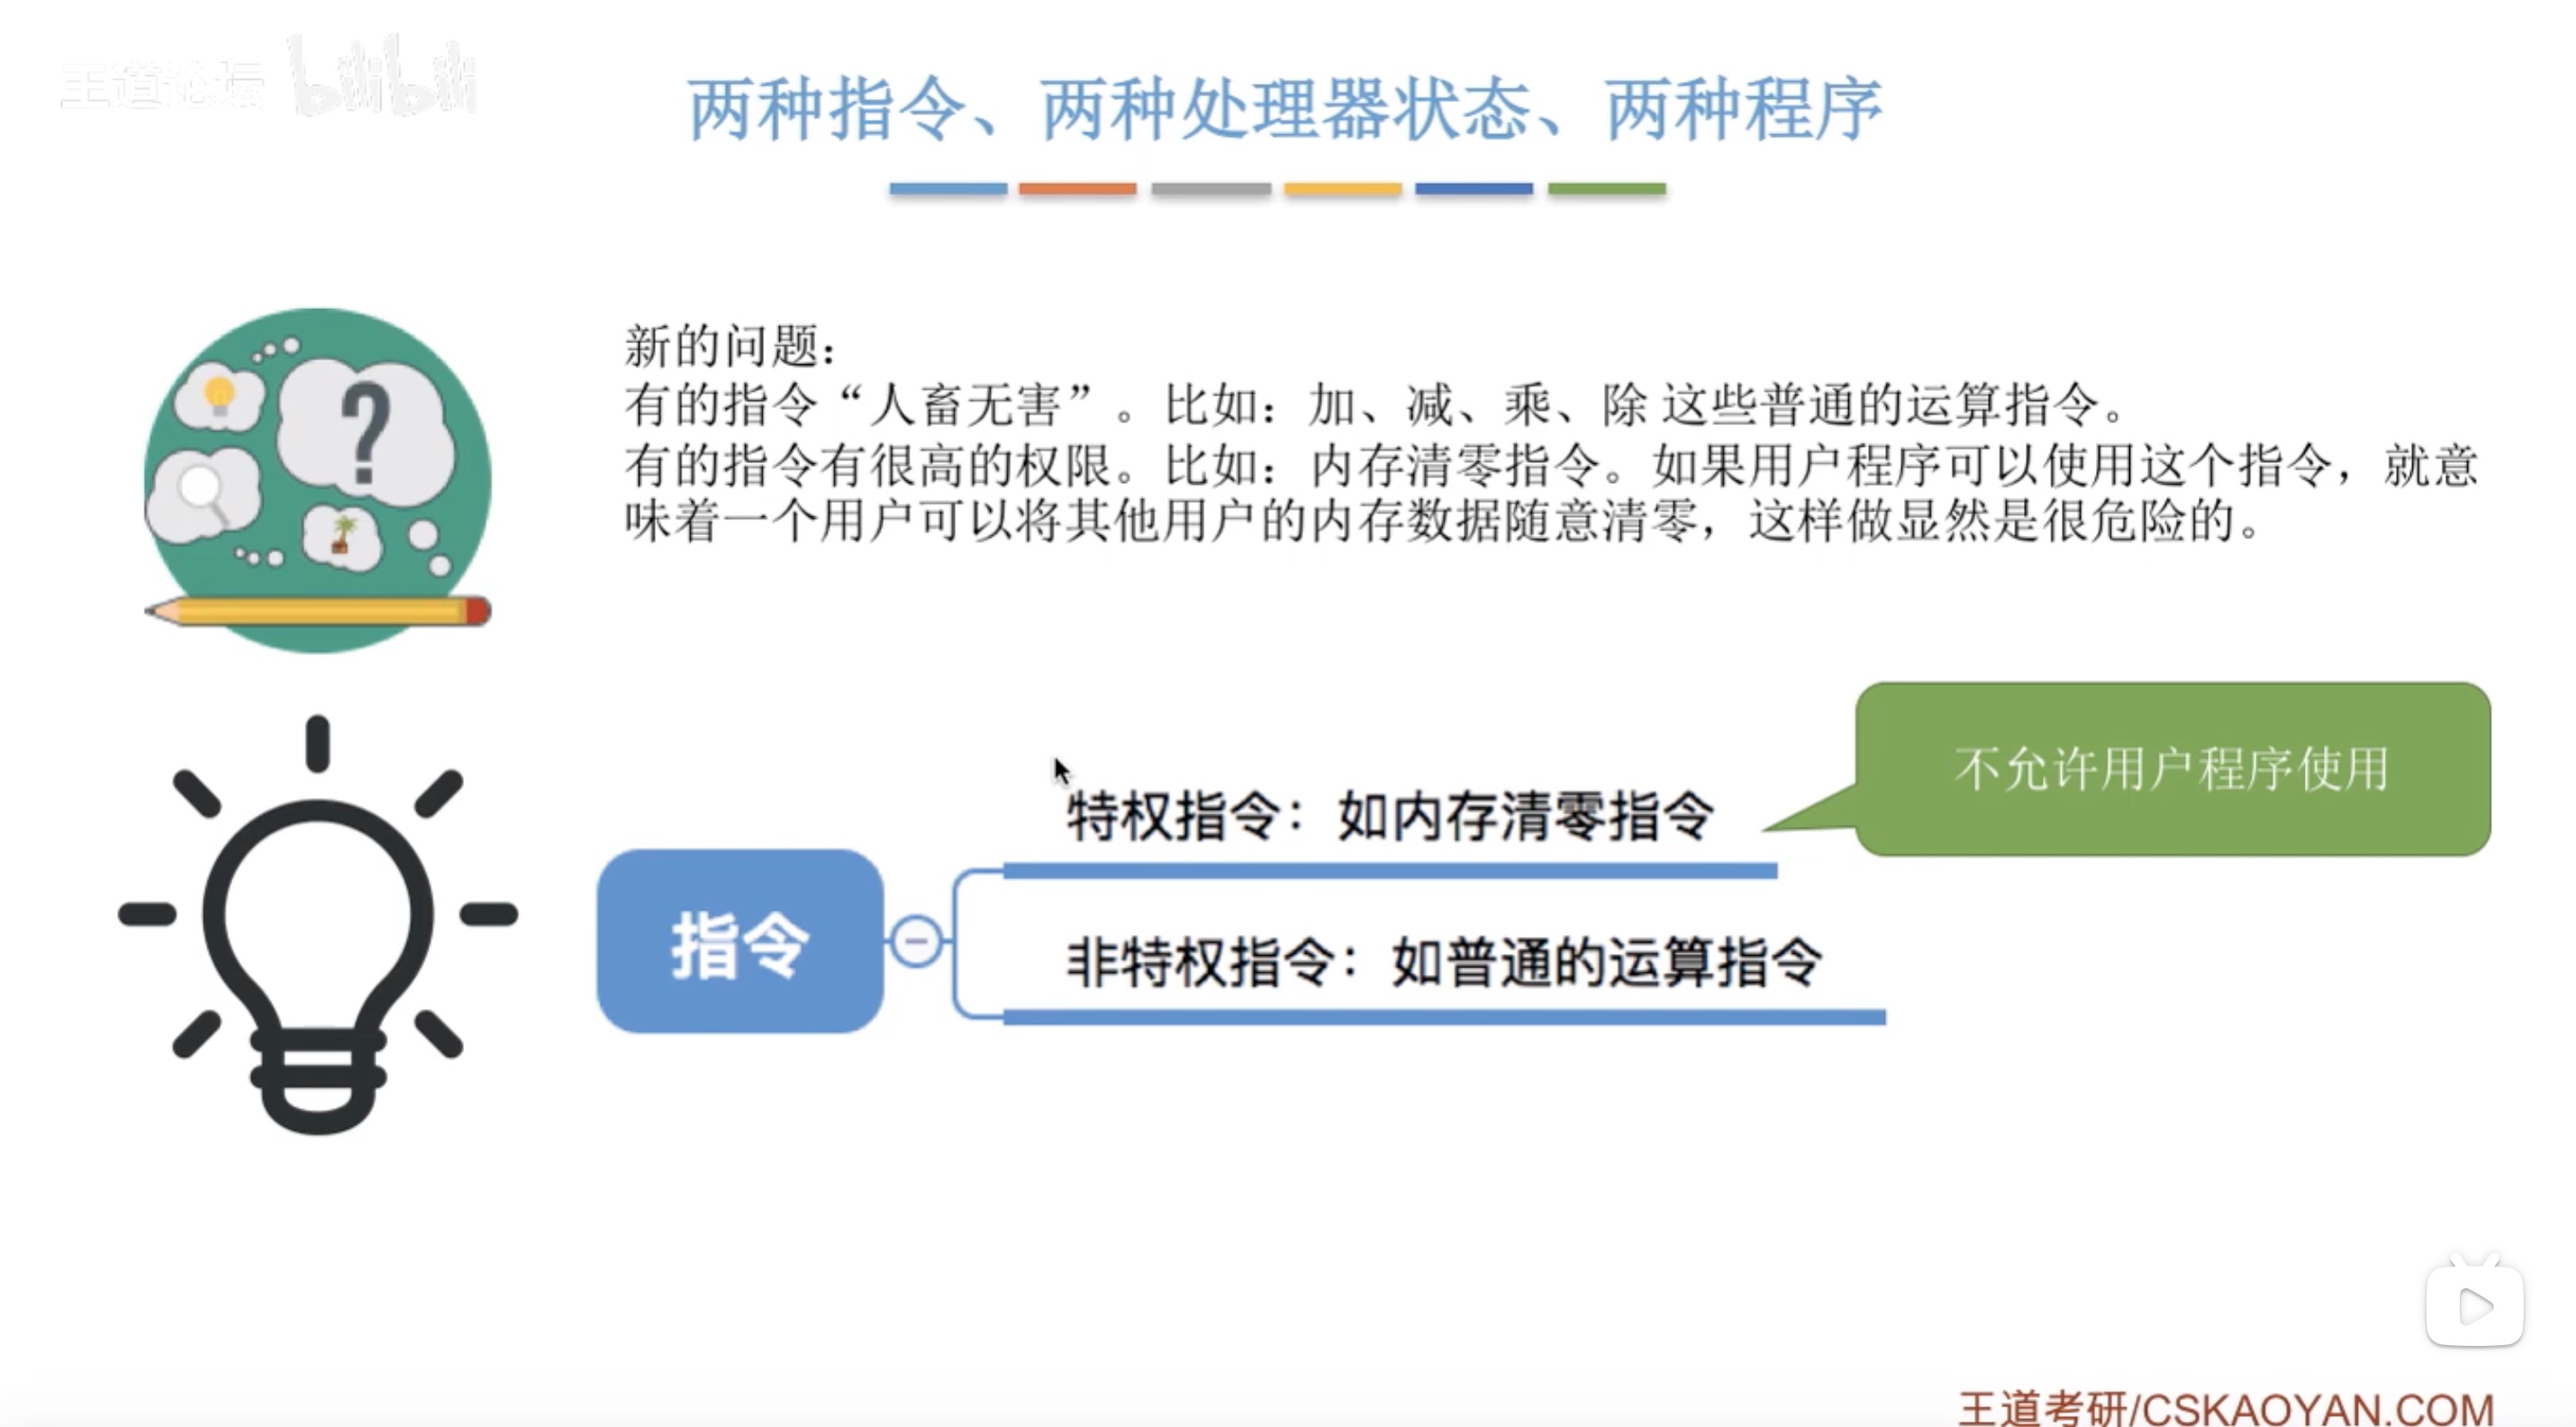 王道论坛 bilibili
两种指令、两种处理器状态、两种程序
新的问题：
有的指令“人畜无害”。比如：加、减、乘、除 这些普通的运算指令。
有的指令有很高的权限。比如：内存清零指令。如果用户程序可以使用这个指令，就意
味着一个用户可以将其他用户的内存数据随意清零，这样做显然是很危险的。
不允许用户程序使用
特权指令：如内存清零指令
指令
非特权指令：如普通的运算指令
王道考研/CSKAOYAN.COM